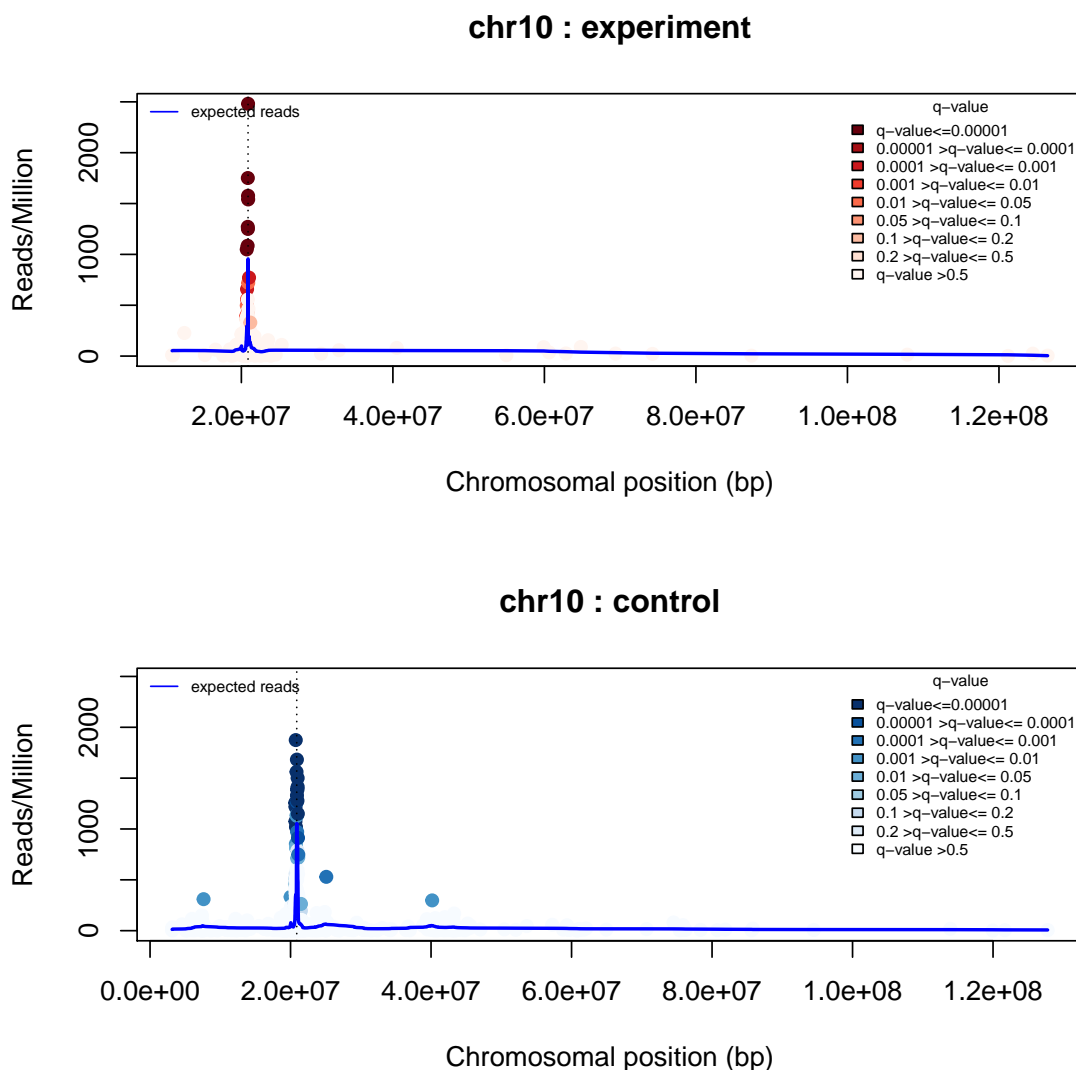 chr10 : experiment
expected reads
q−value
q−value<=0.00001
0.00001 >q−value<= 0.0001
0.0001 >q−value<= 0.001
0.001 >q−value<= 0.01
0.01 >q−value<= 0.05
0.05 >q−value<= 0.1
0.1 >q−value<= 0.2
0.2 >q−value<= 0.5
q−value >0.5
Reads/Million
2000
1000
0
2.0e+07 4.0e+07 6.0e+07 8.0e+07 1.0e+08 1.2e+08
Chromosomal position (bp)
chr10 : control
expected reads
q−value
q−value<=0.00001
0.00001 >q−value<= 0.0001
0.0001 >q−value<= 0.001
0.001 >q−value<= 0.01
0.01 >q−value<= 0.05
0.05 >q−value<= 0.1
0.1 >q−value<= 0.2
0.2 >q−value<= 0.5
q−value >0.5
Reads/Million
2000
1000
0
0.0e+00 2.0e+07 4.0e+07 6.0e+07 8.0e+07 1.0e+08 1.2e+08
Chromosomal position (bp)